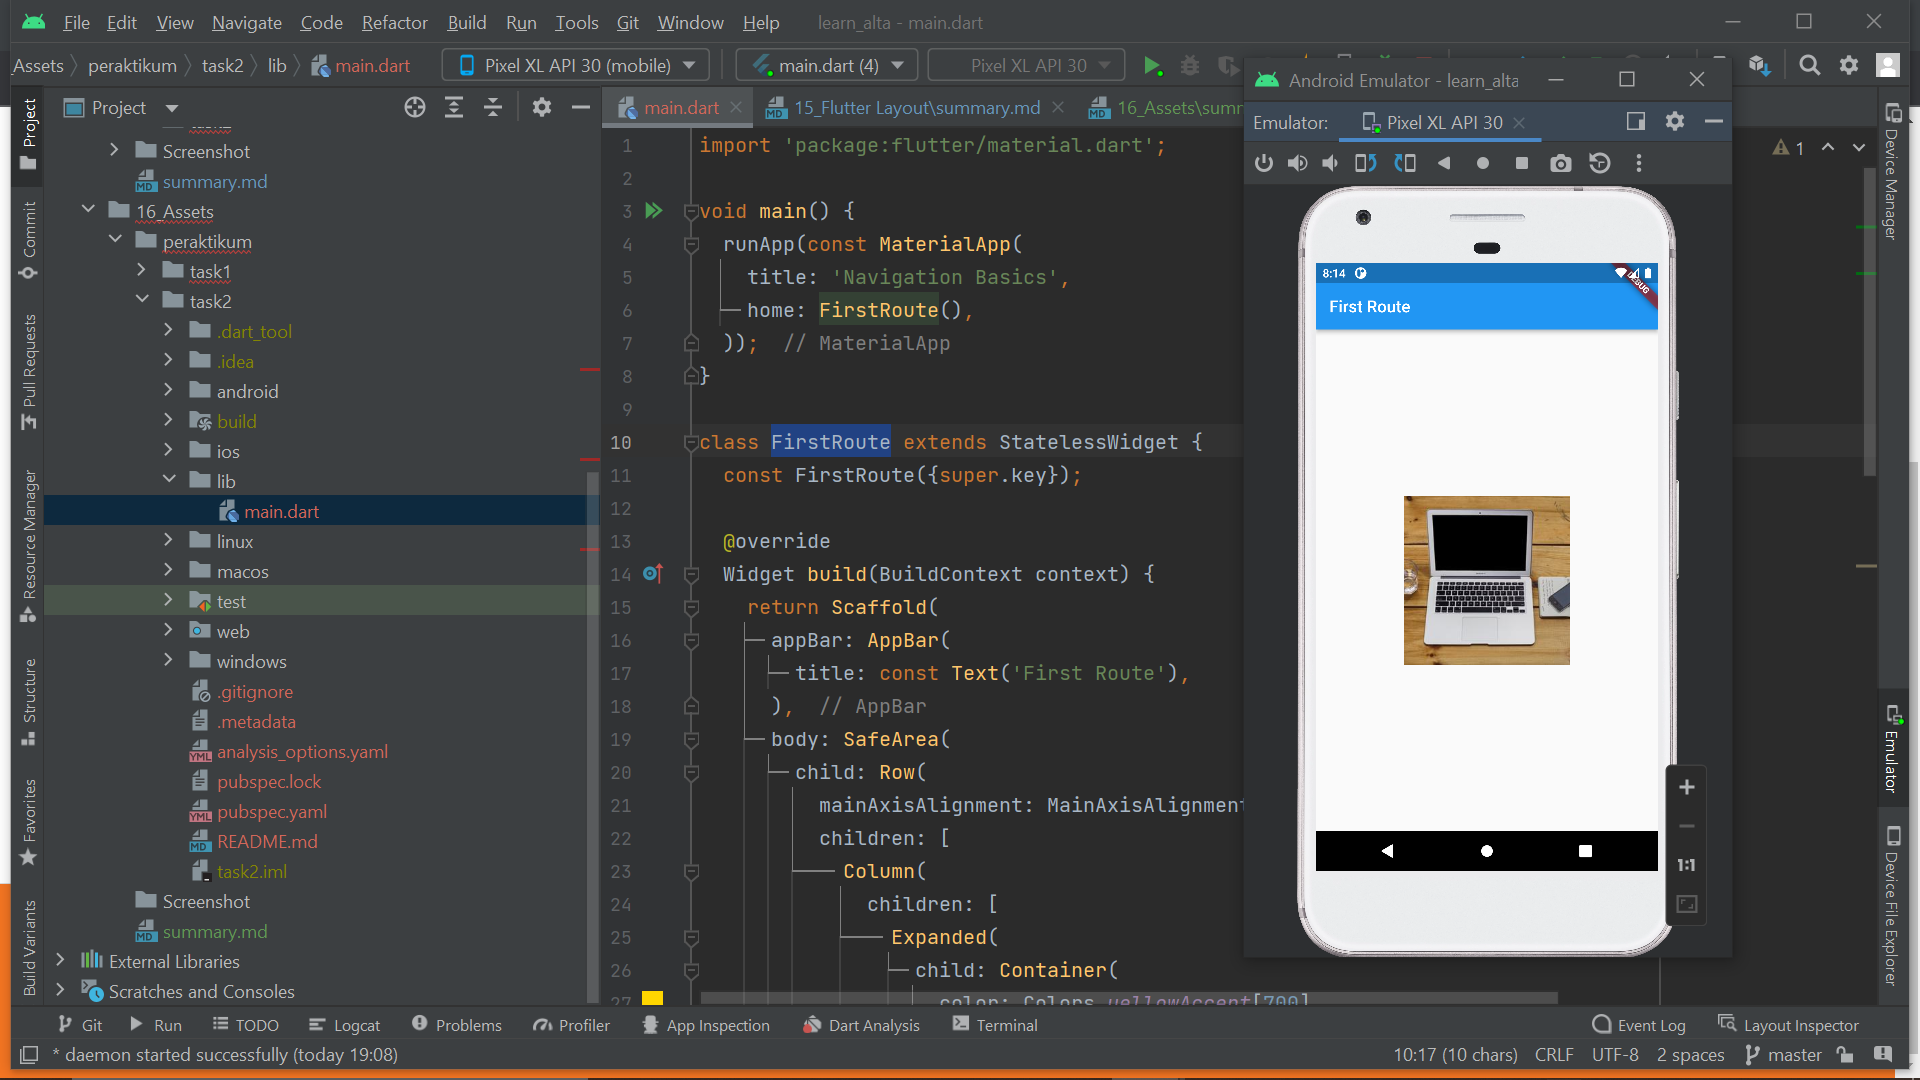 File Edit View Navigate Code Refactor Build Run Tools Git Window Help learn_alta - main.dart
Assets peraktikum task2 lib main.dart Pixel XL API 30 (mobile) main.dart (4) Pixel XL API 30
Project
main.dart 15_Flutter Layout\summary.md 16_Assets\summ
Screenshot
summary.md
16_Assets
peraktikum
task1
task2
.dart_tool
.idea
android
build
ios
lib
main.dart
linux
macos
test
web
windows
.gitignore
.metadata
analysis_options.yaml
pubspec.lock
pubspec.yaml
README.md
task2.iml
Screenshot
summary.md
External Libraries
Scratches and Consoles
Project
Commit
Pull Requests
Resource Manager
Structure
Favorites
Build Variants
1 import 'package:flutter/material.dart';
2
3 void main() {
4 runApp(const MaterialApp(
5 title: 'Navigation Basics',
6 home: FirstRoute(),
7 )); // MaterialApp
8 }
9
10 class FirstRoute extends StatelessWidget {
11 const FirstRoute({super.key});
12
13 @override
14 Widget build(BuildContext context) {
15 return Scaffold(
16 appBar: AppBar(
17 title: const Text('First Route'),
18 ), // AppBar
19 body: SafeArea(
20 child: Row(
21 mainAxisAlignment: MainAxisAlignment
22 children: [
23 Column(
24 children: [
25 Expanded(
26 child: Container(
27 color: Colors.yellowAccent[700]
1
Android Emulator - learn_alta
Emulator: Pixel XL API 30
8:14
DEBUG
First Route
1:1
Device Manager
Emulator
Device File Explorer
Git Run TODO Logcat Problems Profiler App Inspection Dart Analysis Terminal Event Log Layout Inspector
* daemon started successfully (today 19:08) 10:17 (10 chars) CRLF UTF-8 2 spaces master